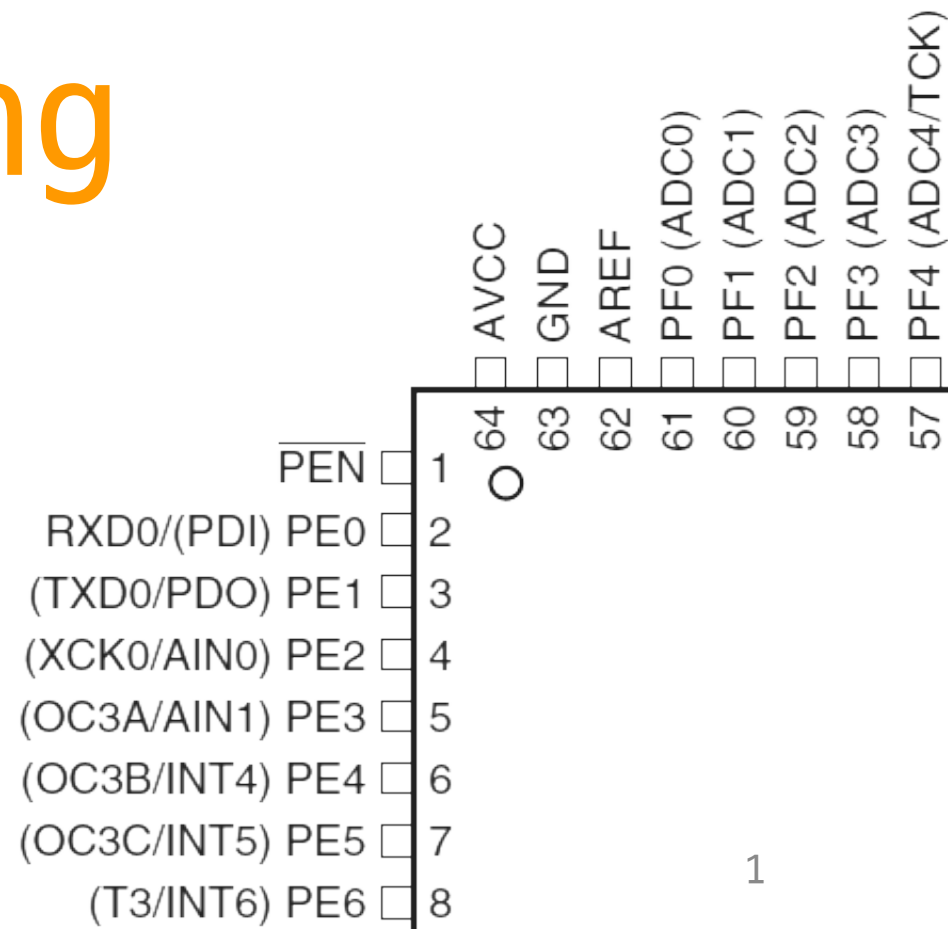 ng
AVCC
GND
AREF
PF0 (ADC0)
PF1 (ADC1)
PF2 (ADC2)
PF3 (ADC3)
PF4 (ADC4/TCK)
64 63 62 61 60 59 58 57
PEN 1
RXD0/(PDI) PE0 2
(TXD0/PDO) PE1 3
(XCK0/AIN0) PE2 4
(OC3A/AIN1) PE3 5
(OC3B/INT4) PE4 6
(OC3C/INT5) PE5 7
1
(T3/INT6) PE6 8